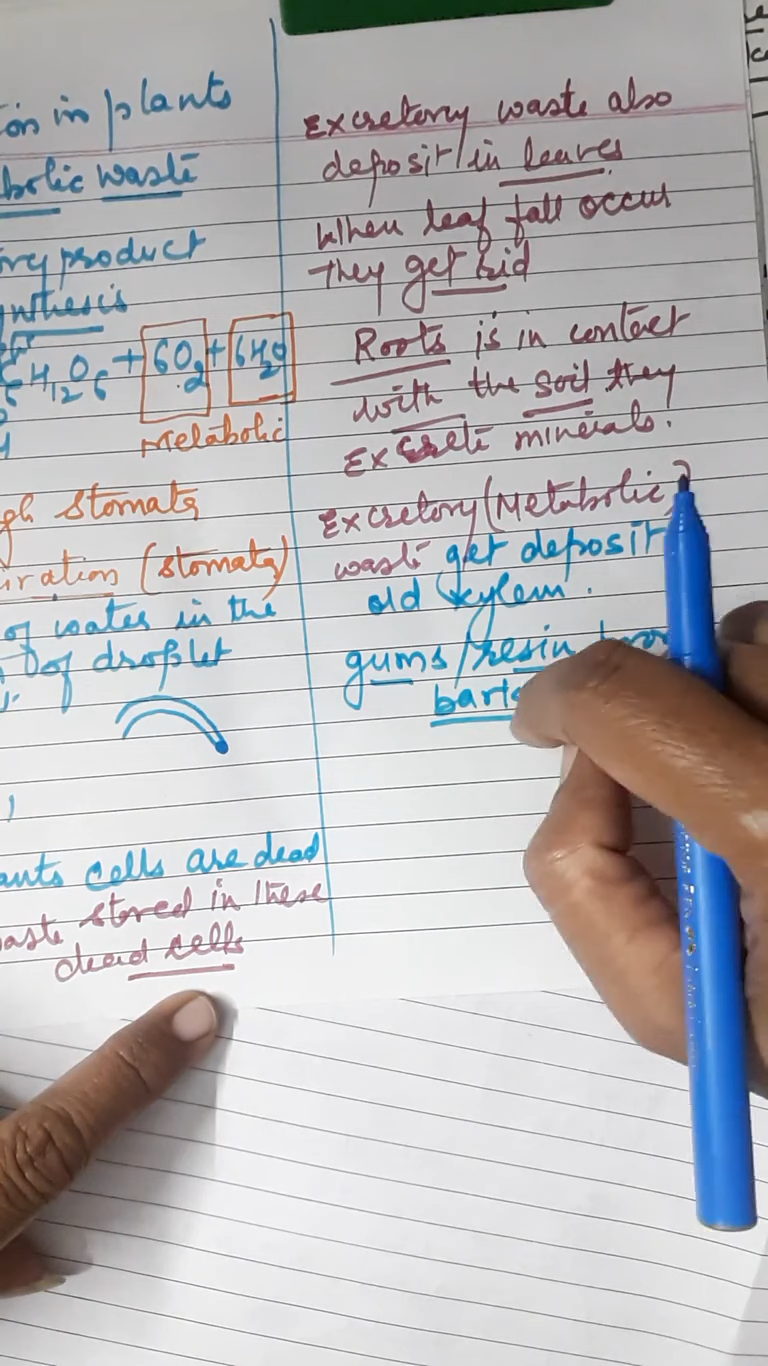 ion in plants
bolic waste
ory product
nthesis
6H12O6 + 6O2 + 6H2O
Metabolic
gh stomata
iration (stomata)
of water in the
of droplet
ants cells are dead
aste stored in these
dead cells
Excretory waste also
deposit in leaves
When leaf fall occur
they get rid
Roots is in contact
with the soil they
Excrete minerals.
Excretory (Metabolic)
waste get deposit
old xylem.
gums/resin